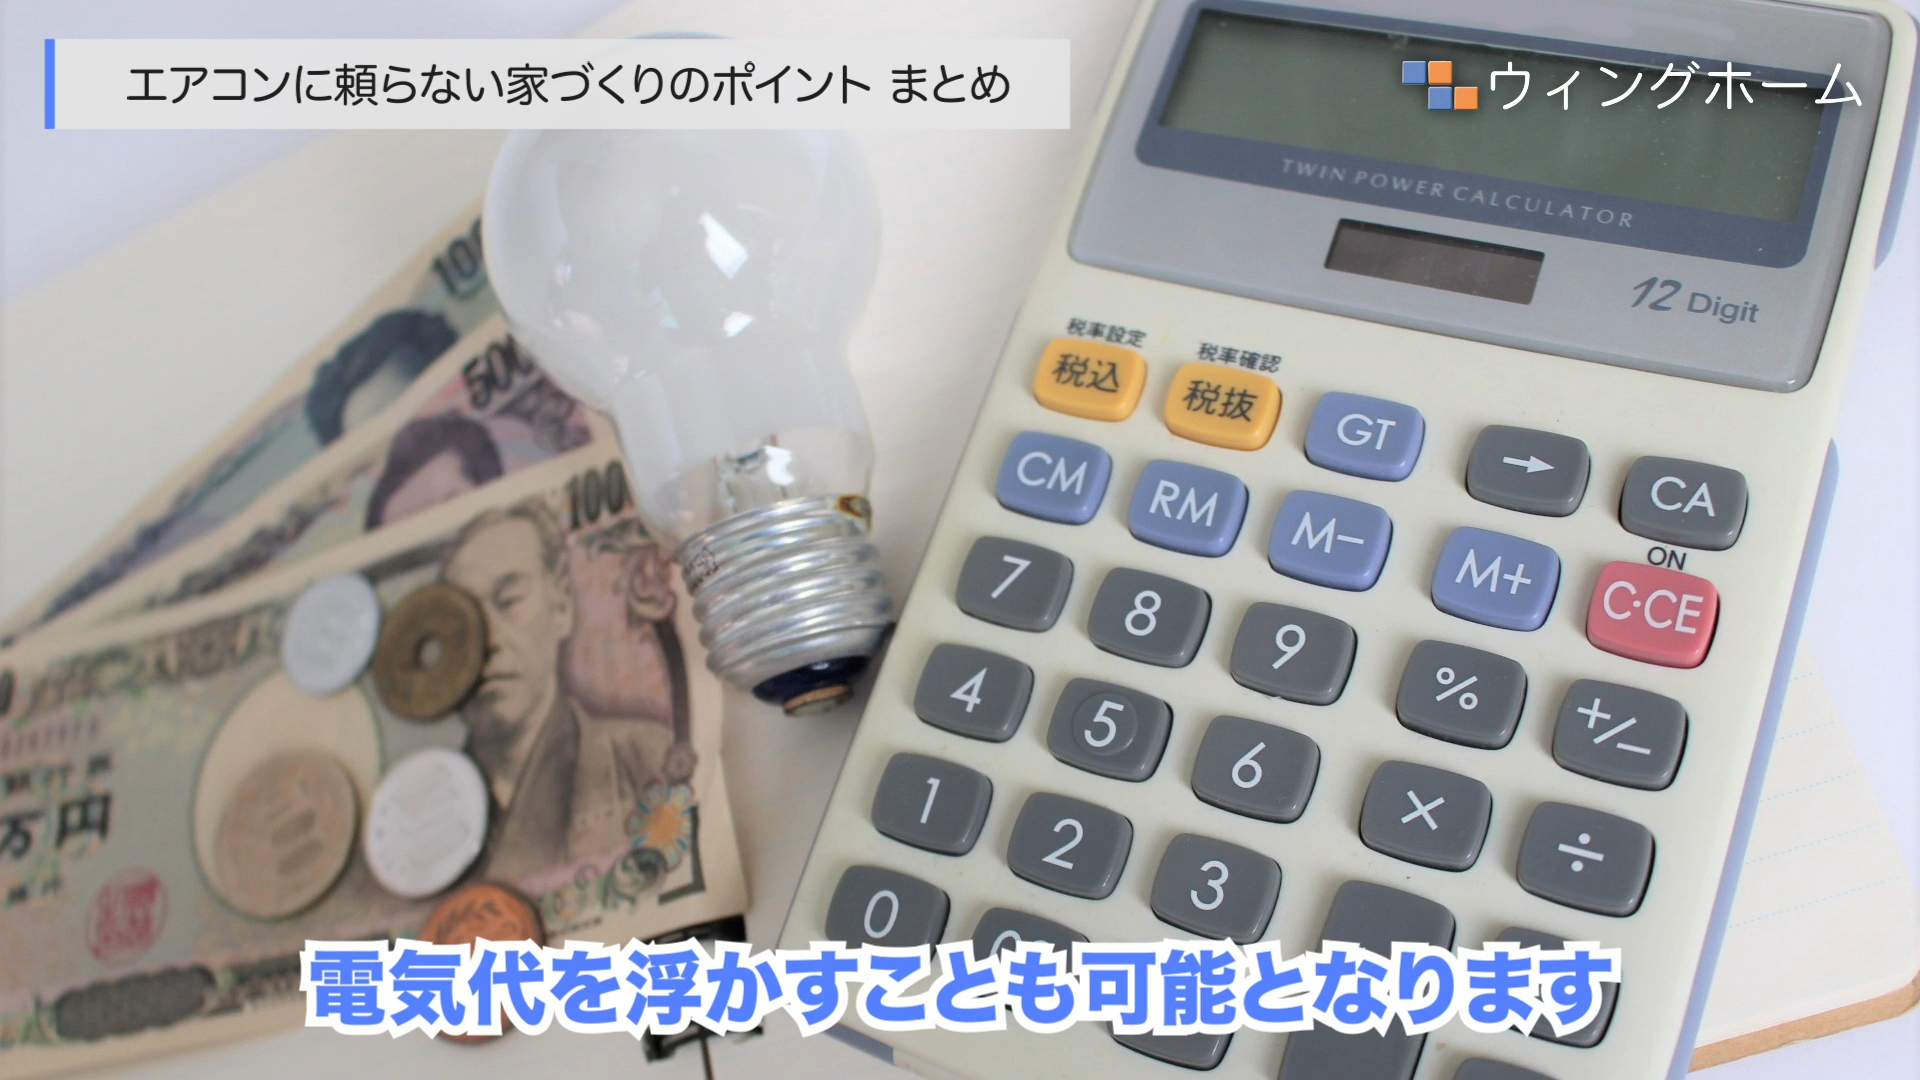 エアコンに頼らない家づくりのポイント まとめ
ウィングホーム
TWIN POWER CALCULATOR
12 Digit
税率設定
税率確認
税込
税抜
GT
→
CA
CM
RM
M−
M+
ON
C・CE
7
8
9
%
+/−
4
5
6
×
÷
1
2
3
0
100
500
万円
電気代を浮かすことも可能となります